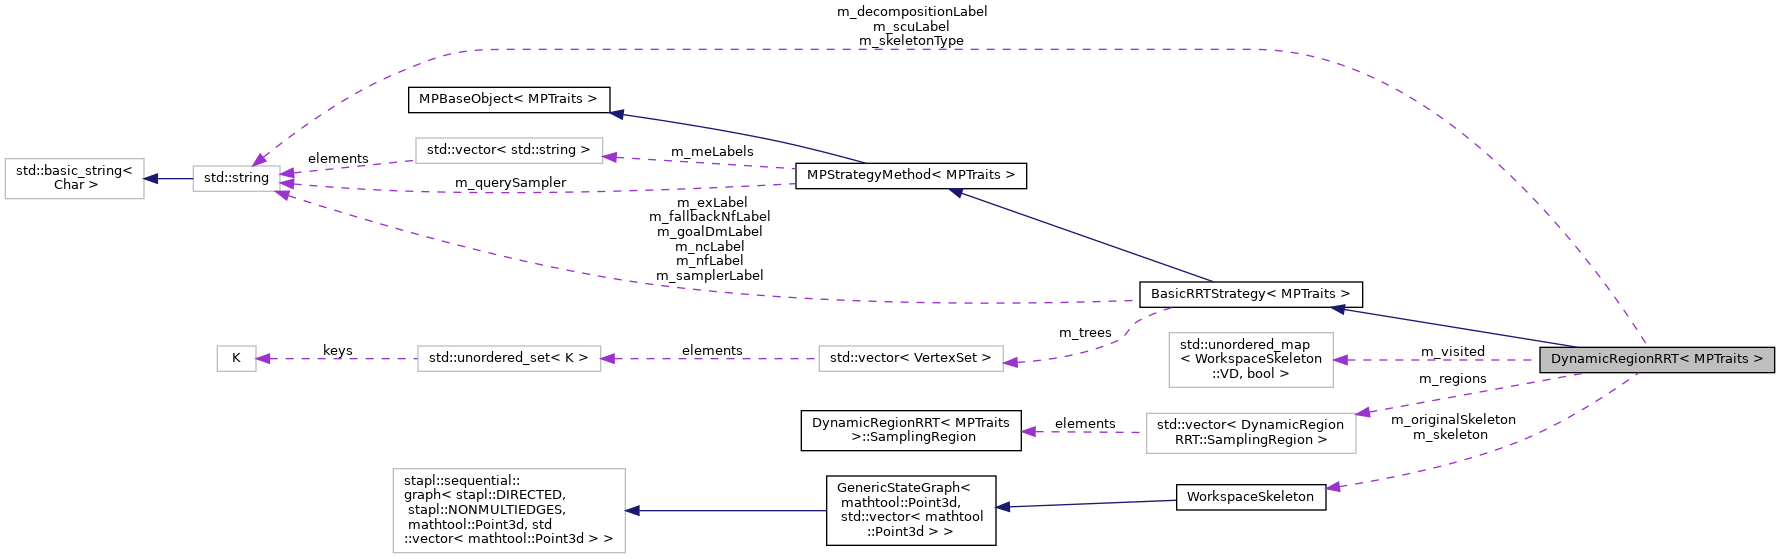 m_decompositionLabel
m_scuLabel
m_skeletonType
MPBaseObject< MPTraits >
std::vector< std::string >
m_meLabels
elements
std::basic_string<
Char >
std::string
MPStrategyMethod< MPTraits >
m_querySampler
m_exLabel
m_fallbackNfLabel
m_goalDmLabel
m_ncLabel
m_nfLabel
m_samplerLabel
BasicRRTStrategy< MPTraits >
m_trees
K
keys
std::unordered_set< K >
elements
std::vector< VertexSet >
std::unordered_map
< WorkspaceSkeleton
::VD, bool >
m_visited
DynamicRegionRRT< MPTraits >
m_regions
DynamicRegionRRT< MPTraits
>::SamplingRegion
elements
std::vector< DynamicRegion
RRT::SamplingRegion >
m_originalSkeleton
m_skeleton
stapl::sequential::
graph< stapl::DIRECTED,
stapl::NONMULTIEDGES,
mathtool::Point3d, std
::vector< mathtool::Point3d > >
GenericStateGraph<
mathtool::Point3d,
std::vector< mathtool
::Point3d > >
WorkspaceSkeleton